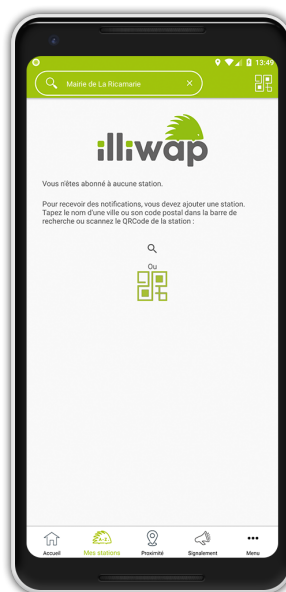 13:49
Mairie de La Ricamarie
illiwap
Vous n'êtes abonné à aucune station.
Pour recevoir des notifications, vous devez ajouter une station.
Tapez le nom d'une ville ou son code postal dans la barre de
recherche ou scannez le QRCode de la station :
Ou
Accueil Mes stations Proximité Signalement Menu